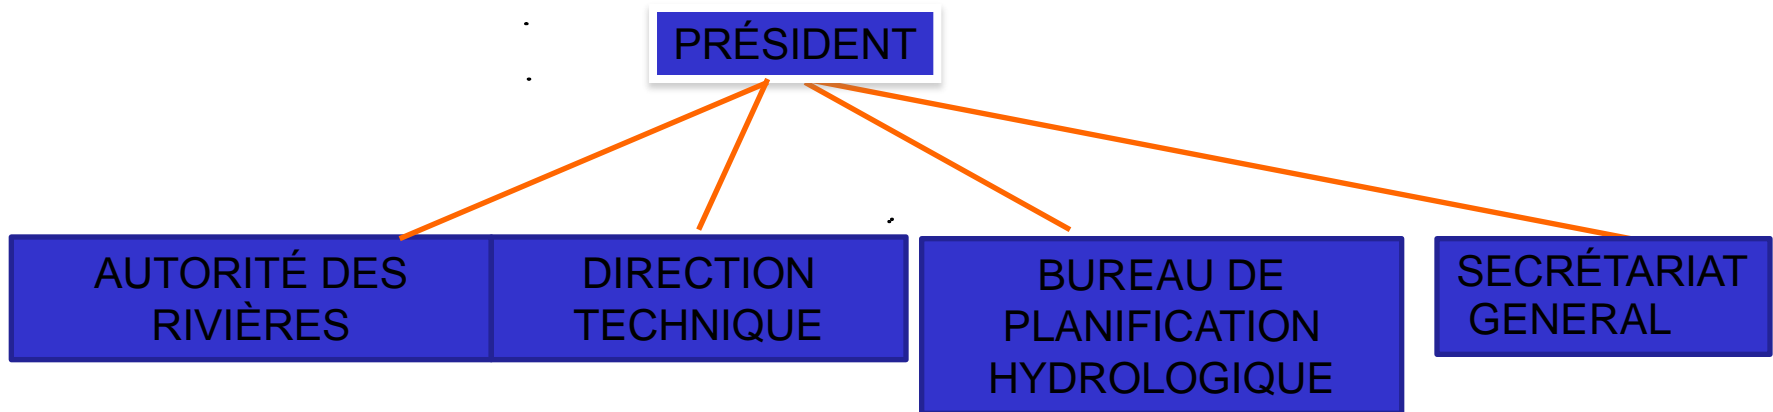 PRÉSIDENT
AUTORITÉ DES
RIVIÈRES
DIRECTION
TECHNIQUE
BUREAU DE
PLANIFICATION
HYDROLOGIQUE
SECRÉTARIAT
GENERAL